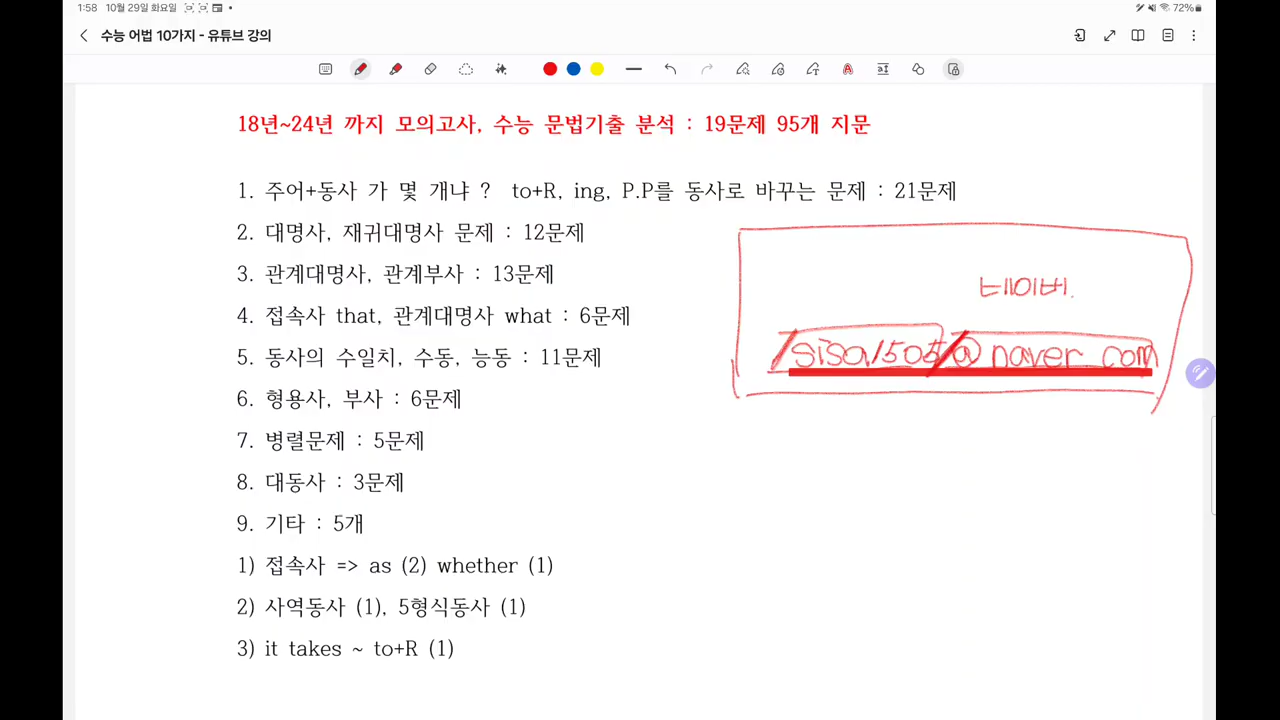 1:58 10월 29일 화요일
72%
수능 어법 10가지 - 유튜브 강의
18년~24년 까지 모의고사, 수능 문법기출 분석 : 19문제 95개 지문
1. 주어+동사 가 몇 개냐 ? to+R, ing, P.P를 동사로 바꾸는 문제 : 21문제
2. 대명사, 재귀대명사 문제 : 12문제
3. 관계대명사, 관계부사 : 13문제
네이버.
4. 접속사 that, 관계대명사 what : 6문제
sisa1505@naver.com
5. 동사의 수일치, 수동, 능동 : 11문제
6. 형용사, 부사 : 6문제
7. 병렬문제 : 5문제
8. 대동사 : 3문제
9. 기타 : 5개
1) 접속사 => as (2) whether (1)
2) 사역동사 (1), 5형식동사 (1)
3) it takes ~ to+R (1)